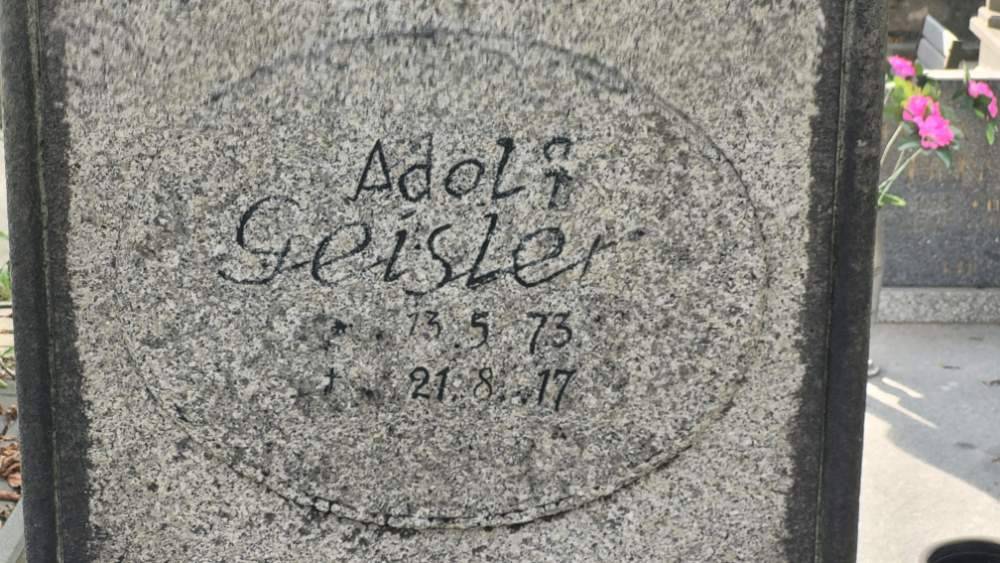 Adolf
Geisler
* 13.5 73
† 21.8.17